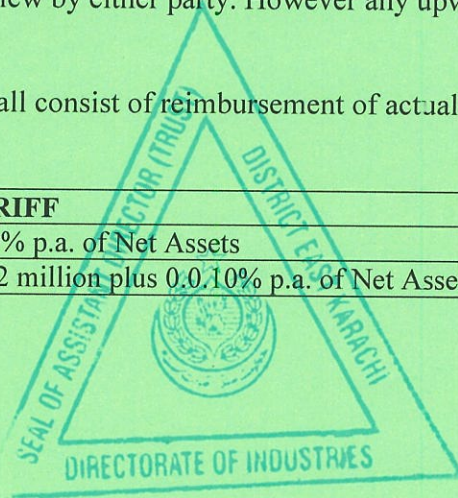 iew by either party. However any upw
all consist of reimbursement of actual
RIFF
% p.a. of Net Assets
2 million plus 0.0.10% p.a. of Net Asse
SEAL OF ASSISTANT DIRECTOR (TRUST)
DISTRICT EAST KARACHI
DIRECTORATE OF INDUSTRIES